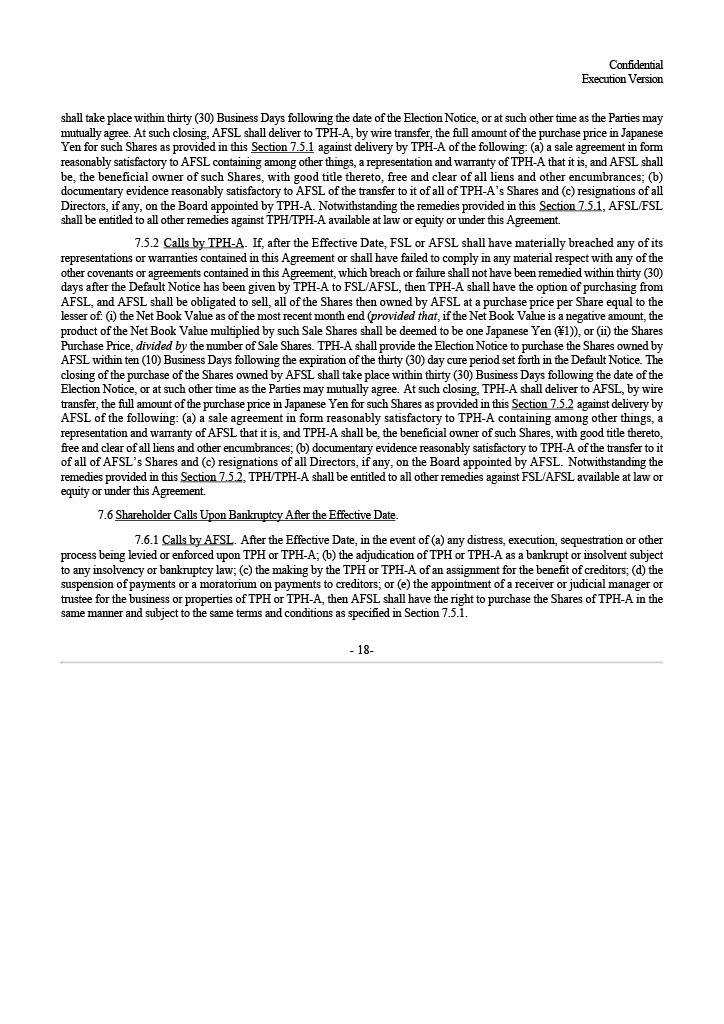 Confidential
Execution Version
shall take place within thirty (30) Business Days following the date of the Election Notice, or at such other time as the Parties may
mutually agree. At such closing, AFSL shall deliver to TPH-A, by wire transfer, the full amount of the purchase price in Japanese
Yen for such Shares as provided in this Section 7.5.1 against delivery by TPH-A of the following: (a) a sale agreement in form
reasonably satisfactory to AFSL containing among other things, a representation and warranty of TPH-A that it is, and AFSL shall
be, the beneficial owner of such Shares, with good title thereto, free and clear of all liens and other encumbrances; (b)
documentary evidence reasonably satisfactory to AFSL of the transfer to it of all of TPH-A's Shares and (c) resignations of all
Directors, if any, on the Board appointed by TPH-A. Notwithstanding the remedies provided in this Section 7.5.1, AFSL/FSL
shall be entitled to all other remedies against TPH/TPH-A available at law or equity or under this Agreement.
7.5.2 Calls by TPH-A. If, after the Effective Date, FSL or AFSL shall have materially breached any of its
representations or warranties contained in this Agreement or shall have failed to comply in any material respect with any of the
other covenants or agreements contained in this Agreement, which breach or failure shall not have been remedied within thirty (30)
days after the Default Notice has been given by TPH-A to FSL/AFSL, then TPH-A shall have the option of purchasing from
AFSL, and AFSL shall be obligated to sell, all of the Shares then owned by AFSL at a purchase price per Share equal to the
lesser of: (i) the Net Book Value as of the most recent month end (provided that, if the Net Book Value is a negative amount, the
product of the Net Book Value multiplied by such Sale Shares shall be deemed to be one Japanese Yen (¥1)), or (ii) the Shares
Purchase Price, divided by the number of Sale Shares. TPH-A shall provide the Election Notice to purchase the Shares owned by
AFSL within ten (10) Business Days following the expiration of the thirty (30) day cure period set forth in the Default Notice. The
closing of the purchase of the Shares owned by AFSL shall take place within thirty (30) Business Days following the date of the
Election Notice, or at such other time as the Parties may mutually agree. At such closing, TPH-A shall deliver to AFSL, by wire
transfer, the full amount of the purchase price in Japanese Yen for such Shares as provided in this Section 7.5.2 against delivery by
AFSL of the following: (a) a sale agreement in form reasonably satisfactory to TPH-A containing among other things, a
representation and warranty of AFSL that it is, and TPH-A shall be, the beneficial owner of such Shares, with good title thereto,
free and clear of all liens and other encumbrances; (b) documentary evidence reasonably satisfactory to TPH-A of the transfer to it
of all of AFSL's Shares and (c) resignations of all Directors, if any, on the Board appointed by AFSL. Notwithstanding the
remedies provided in this Section 7.5.2, TPH/TPH-A shall be entitled to all other remedies against FSL/AFSL available at law or
equity or under this Agreement.
7.6 Shareholder Calls Upon Bankruptcy After the Effective Date.
7.6.1 Calls by AFSL. After the Effective Date, in the event of (a) any distress, execution, sequestration or other
process being levied or enforced upon TPH or TPH-A; (b) the adjudication of TPH or TPH-A as a bankrupt or insolvent subject
to any insolvency or bankruptcy law; (c) the making by the TPH or TPH-A of an assignment for the benefit of creditors; (d) the
suspension of payments or a moratorium on payments to creditors; or (e) the appointment of a receiver or judicial manager or
trustee for the business or properties of TPH or TPH-A, then AFSL shall have the right to purchase the Shares of TPH-A in the
same manner and subject to the same terms and conditions as specified in Section 7.5.1.
- 18-